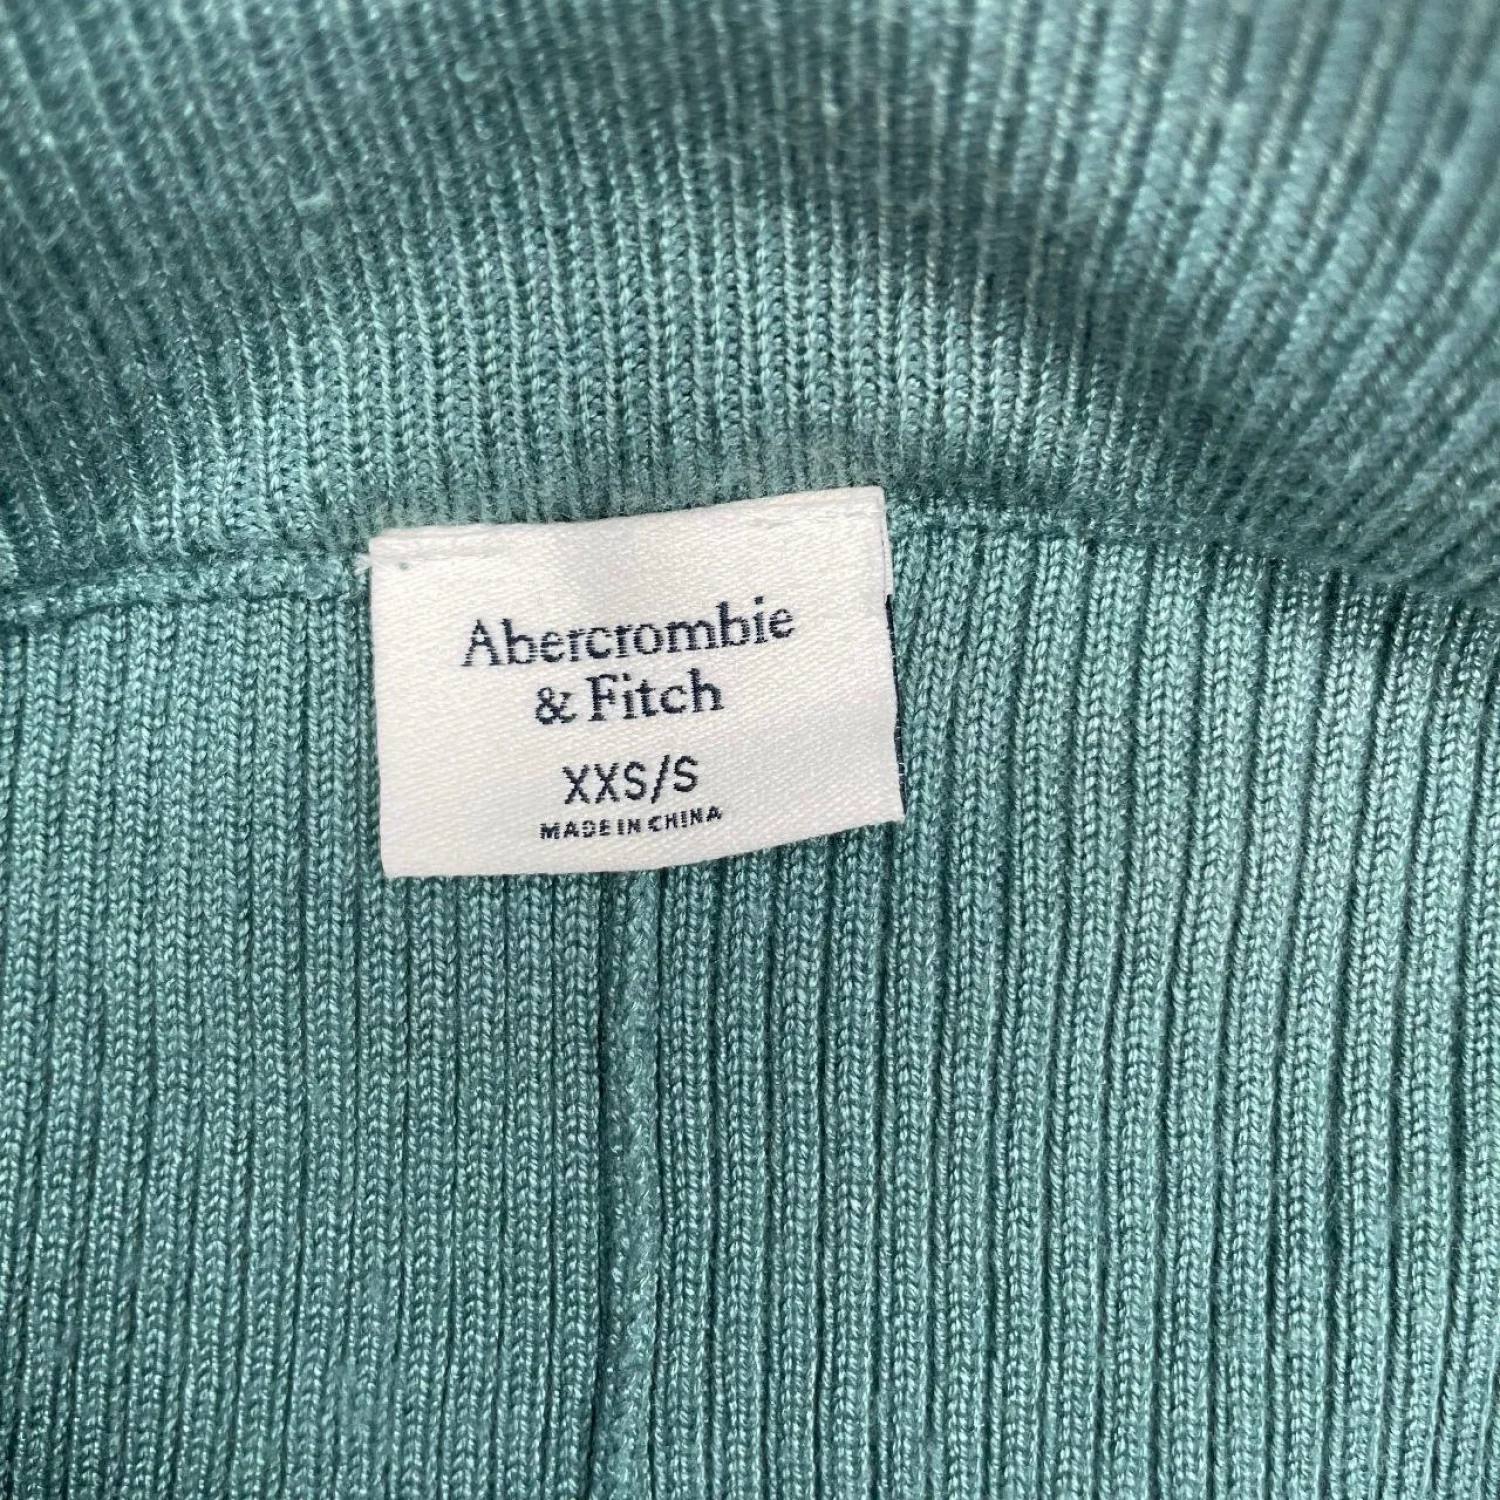 Abercrombie
& Fitch
XXS/S
MADE IN CHINA